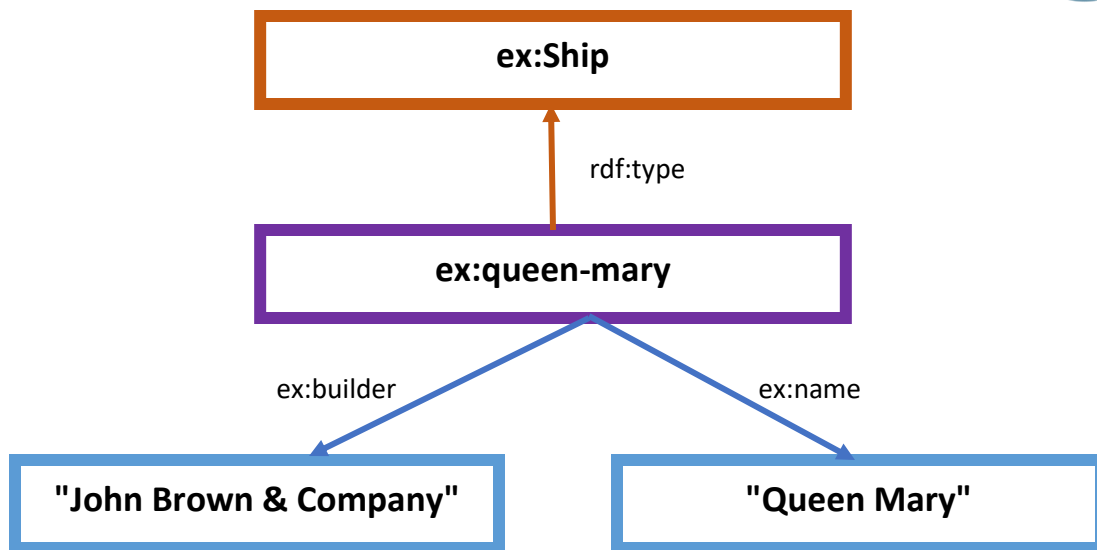 ex:Ship
rdf:type
ex:queen-mary
ex:builder
ex:name
"John Brown & Company"
"Queen Mary"